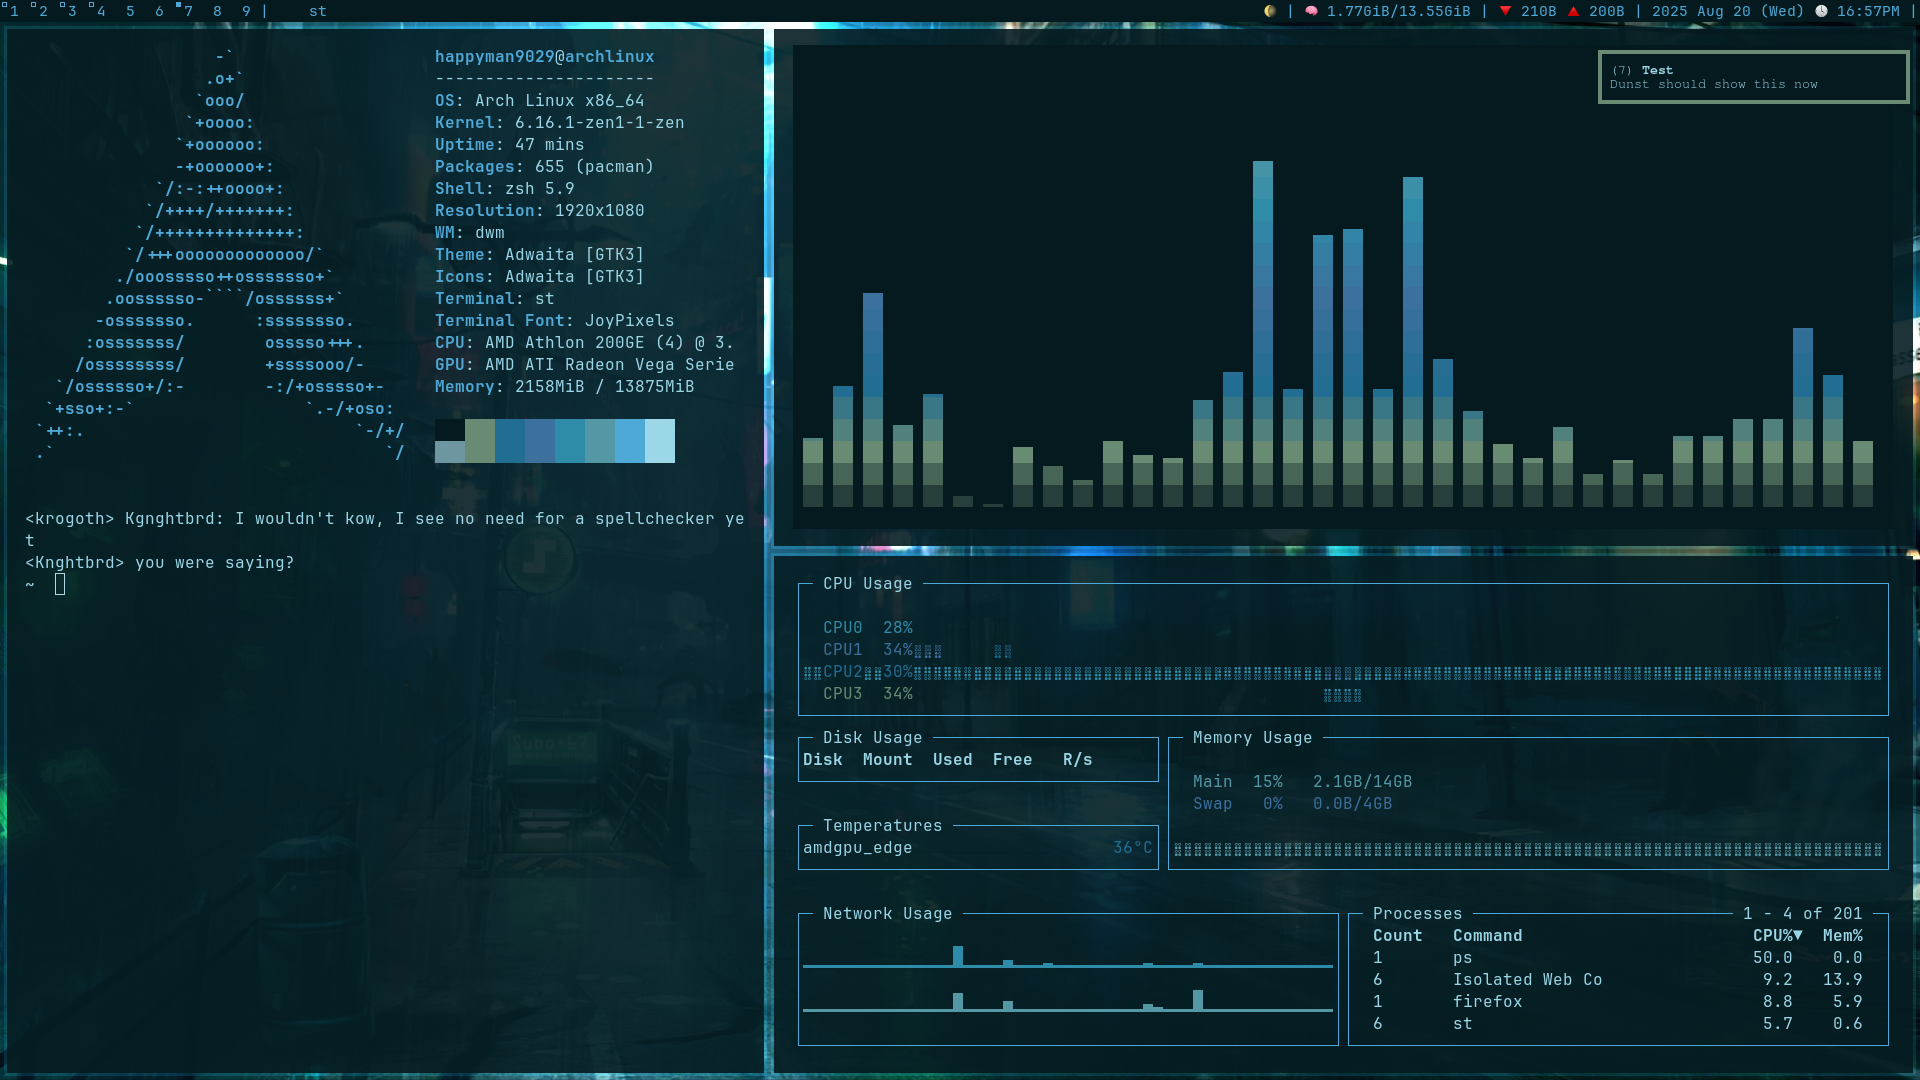 1 2 3 4 5 6 7 8 9 | st
🌔 | 🧠 1.77GiB/13.55GiB | 🔻 210B 🔺 200B | 2025 Aug 20 (Wed) 🕓 16:57PM |
happyman9029@archlinux
----------------------
OS: Arch Linux x86_64
Kernel: 6.16.1-zen1-1-zen
Uptime: 47 mins
Packages: 655 (pacman)
Shell: zsh 5.9
Resolution: 1920x1080
WM: dwm
Theme: Adwaita [GTK3]
Icons: Adwaita [GTK3]
Terminal: st
Terminal Font: JoyPixels
CPU: AMD Athlon 200GE (4) @ 3.
GPU: AMD ATI Radeon Vega Serie
Memory: 2158MiB / 13875MiB
<krogoth> Kgnghtbrd: I wouldn't kow, I see no need for a spellchecker ye
t
<Knghtbrd> you were saying?
~
(7) Test
Dunst should show this now
CPU Usage
CPU0 28%
CPU1 34%
CPU2 30%
CPU3 34%
Disk Usage
Disk Mount Used Free R/s
Memory Usage
Main 15% 2.1GB/14GB
Swap 0% 0.0B/4GB
Temperatures
amdgpu_edge 36°C
Network Usage
Processes 1 - 4 of 201
Count Command CPU%▼ Mem%
1 ps 50.0 0.0
6 Isolated Web Co 9.2 13.9
1 firefox 8.8 5.9
6 st 5.7 0.6